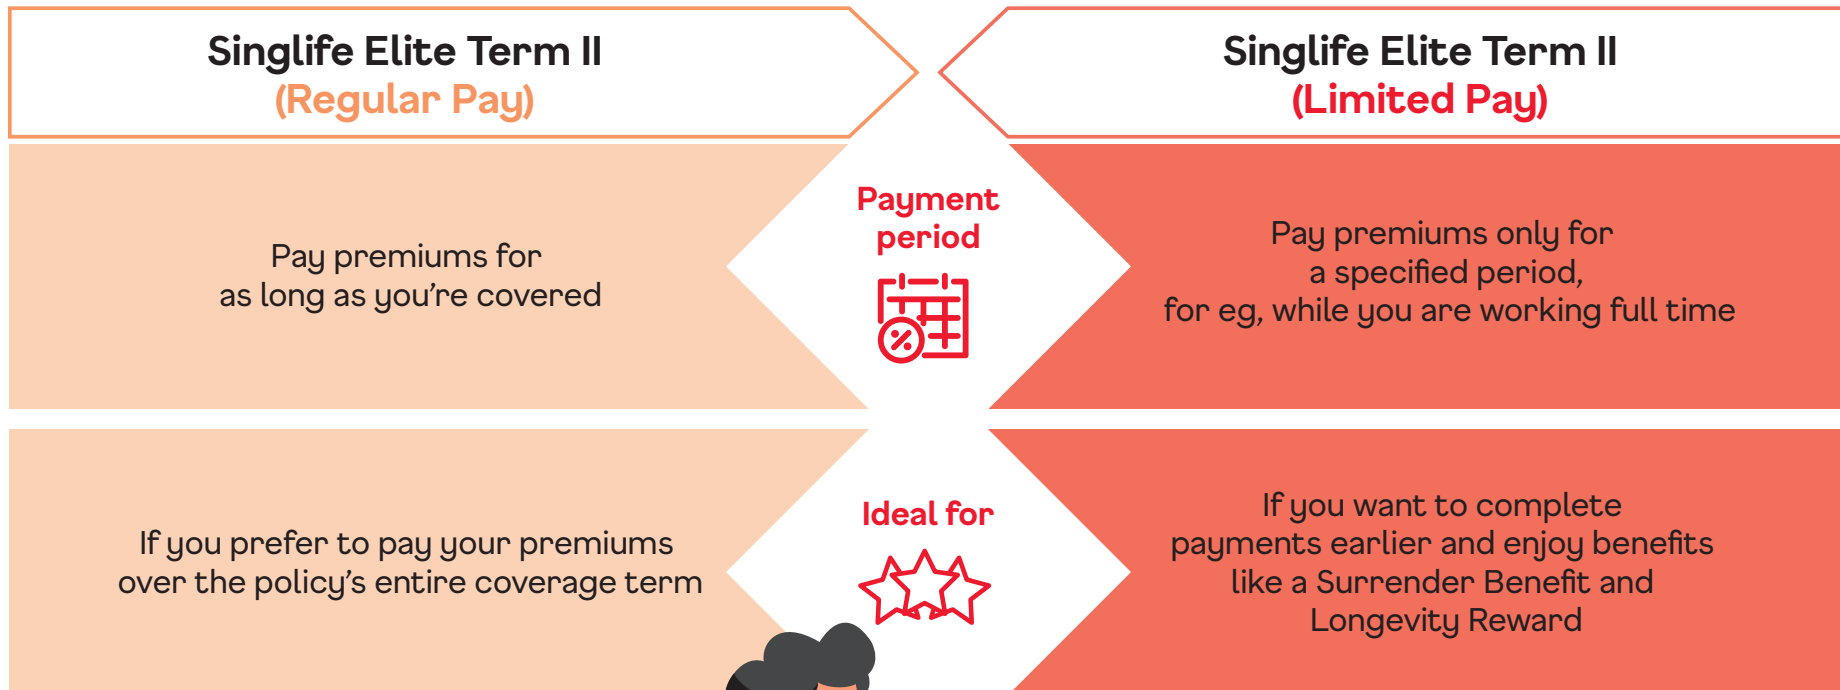 Singlife Elite Term II
(Regular Pay)
Singlife Elite Term II
(Limited Pay)
Pay premiums for
as long as you're covered
Payment
period
Pay premiums only for
a specified period,
for eg, while you are working full time
If you prefer to pay your premiums
over the policy's entire coverage term
Ideal for
If you want to complete
payments earlier and enjoy benefits
like a Surrender Benefit and
Longevity Reward